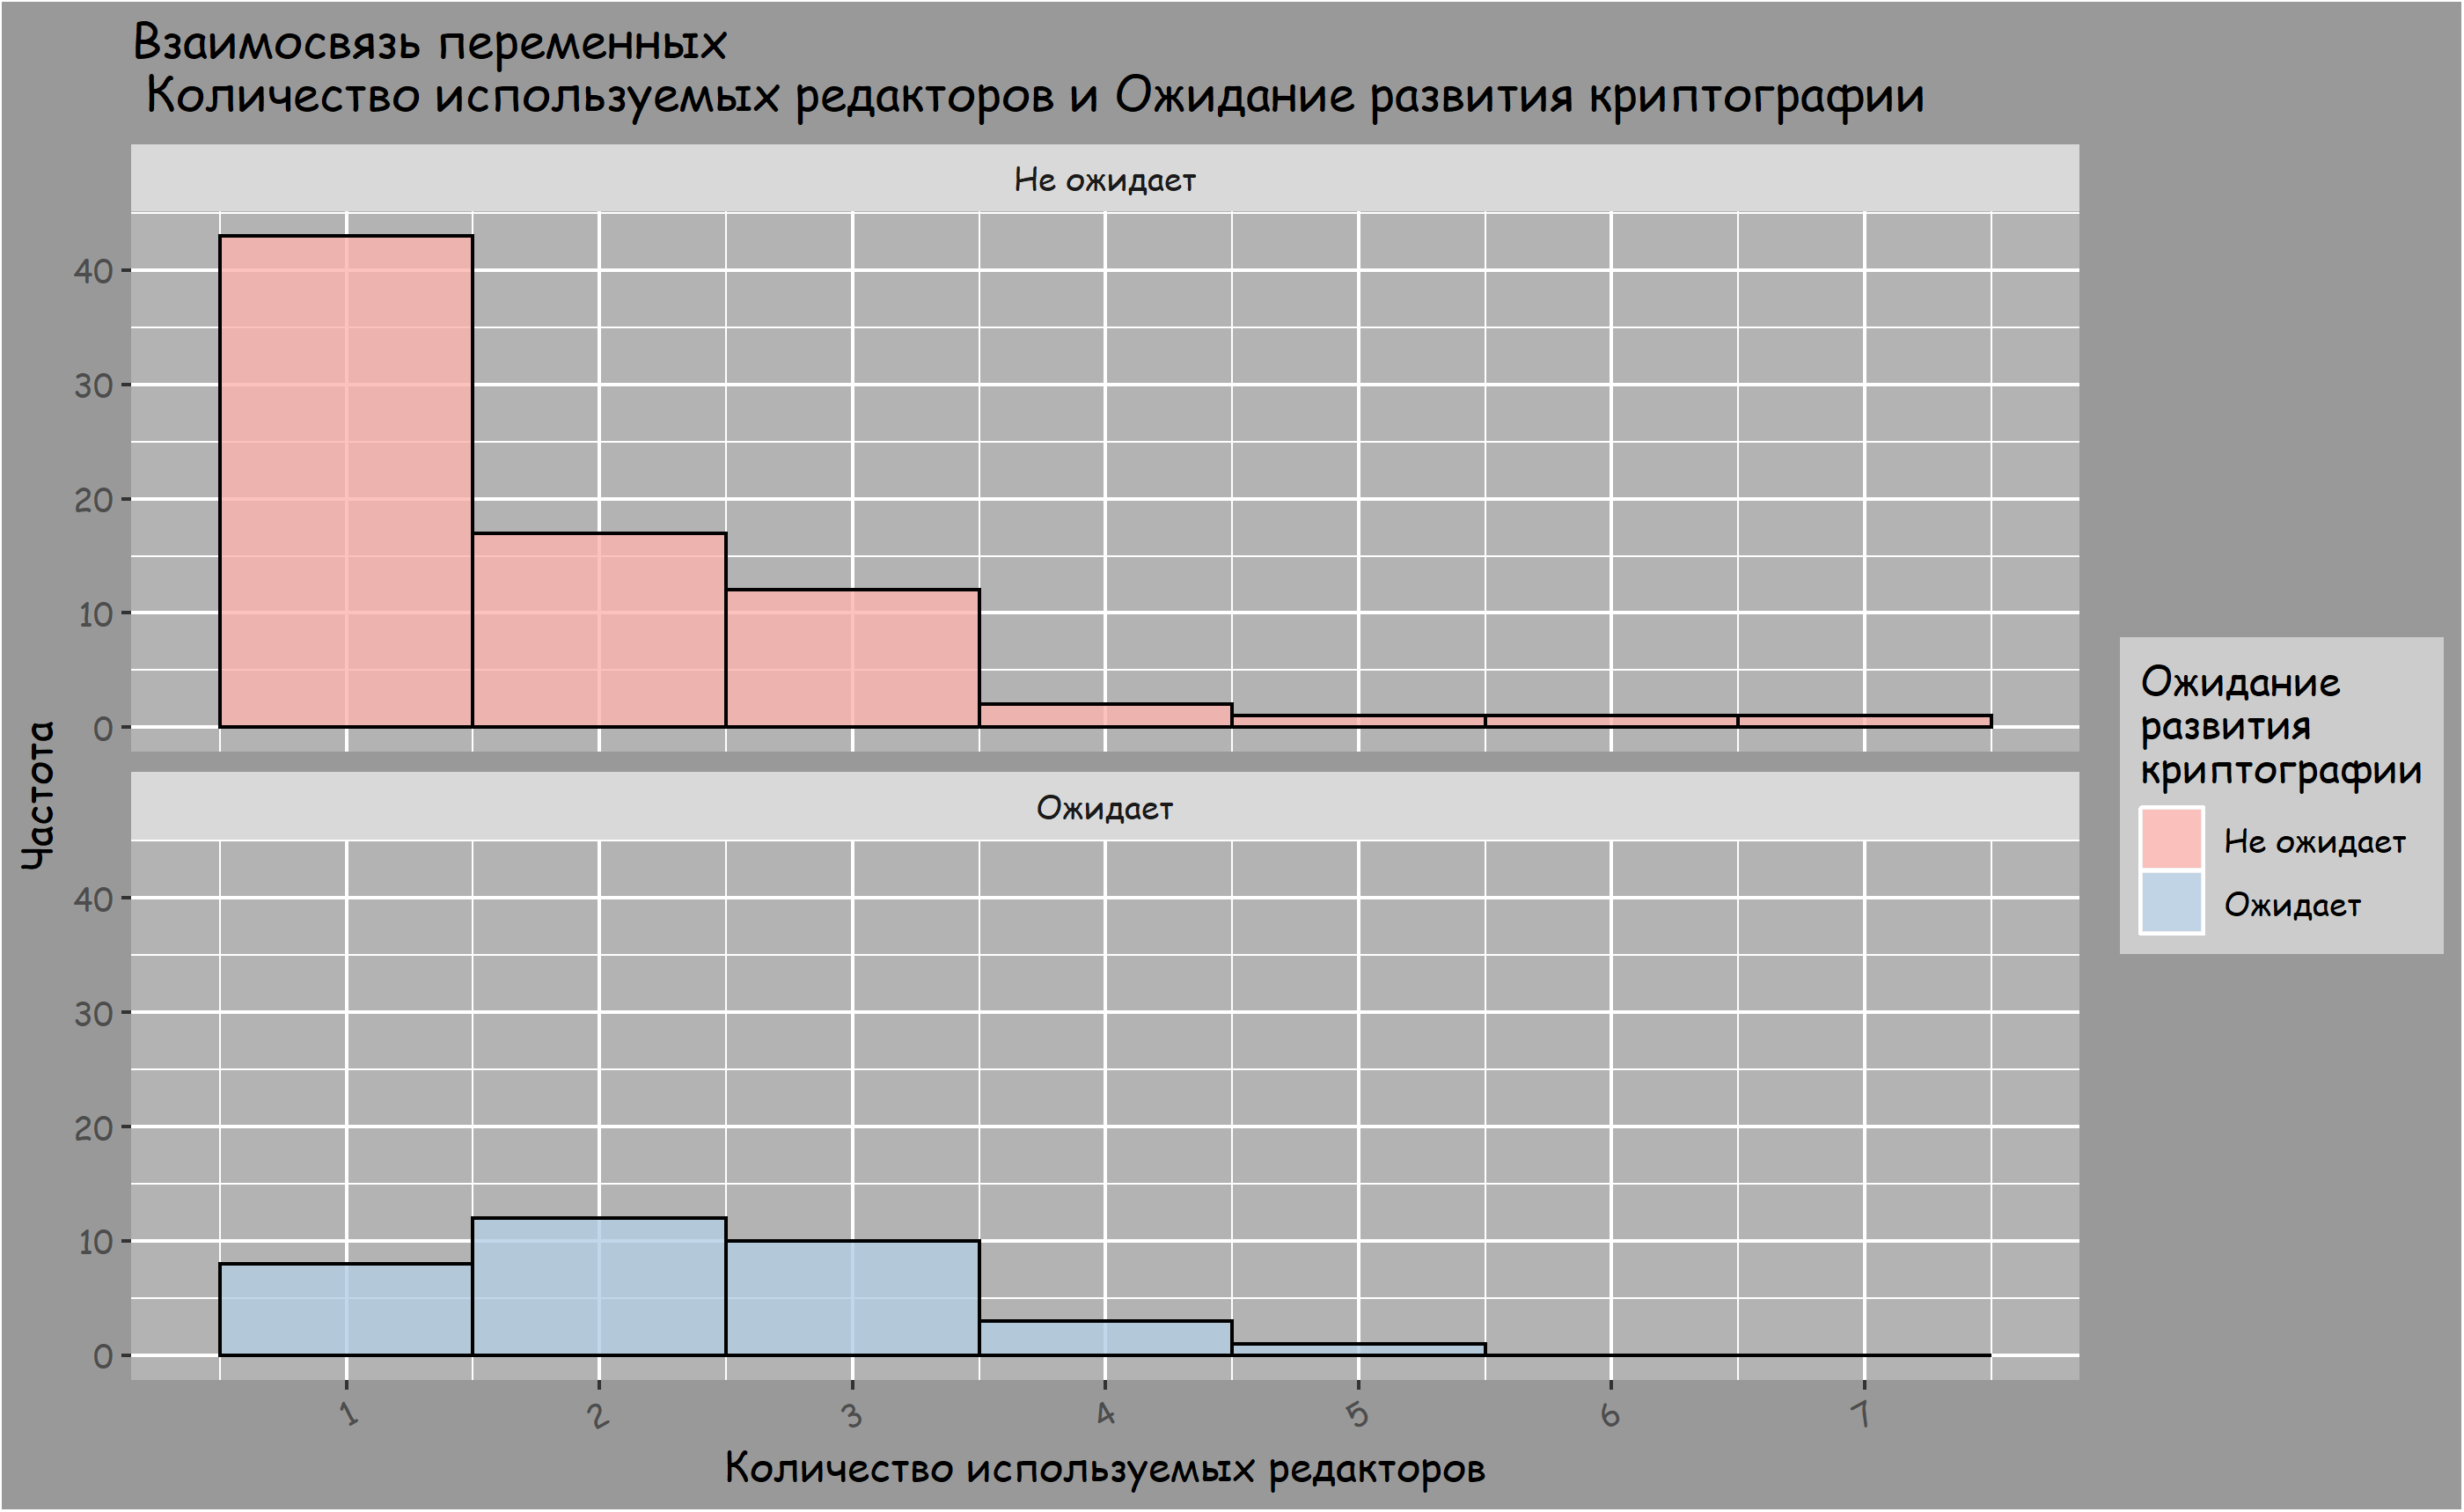 Взаимосвязь переменных
Количество используемых редакторов и Ожидание развития криптографии
Не ожидает
40
30
20
10
0
Ожидает
40
30
20
10
0
Частота
1 2 3 4 5 6 7
Количество используемых редакторов
Ожидание
развития
криптографии
Не ожидает
Ожидает